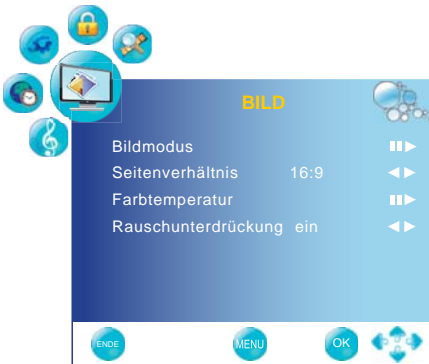 BILD
Bildmodus
Seitenverhältnis 16:9
Farbtemperatur
Rauschunterdrückung ein
ENDE MENU OK